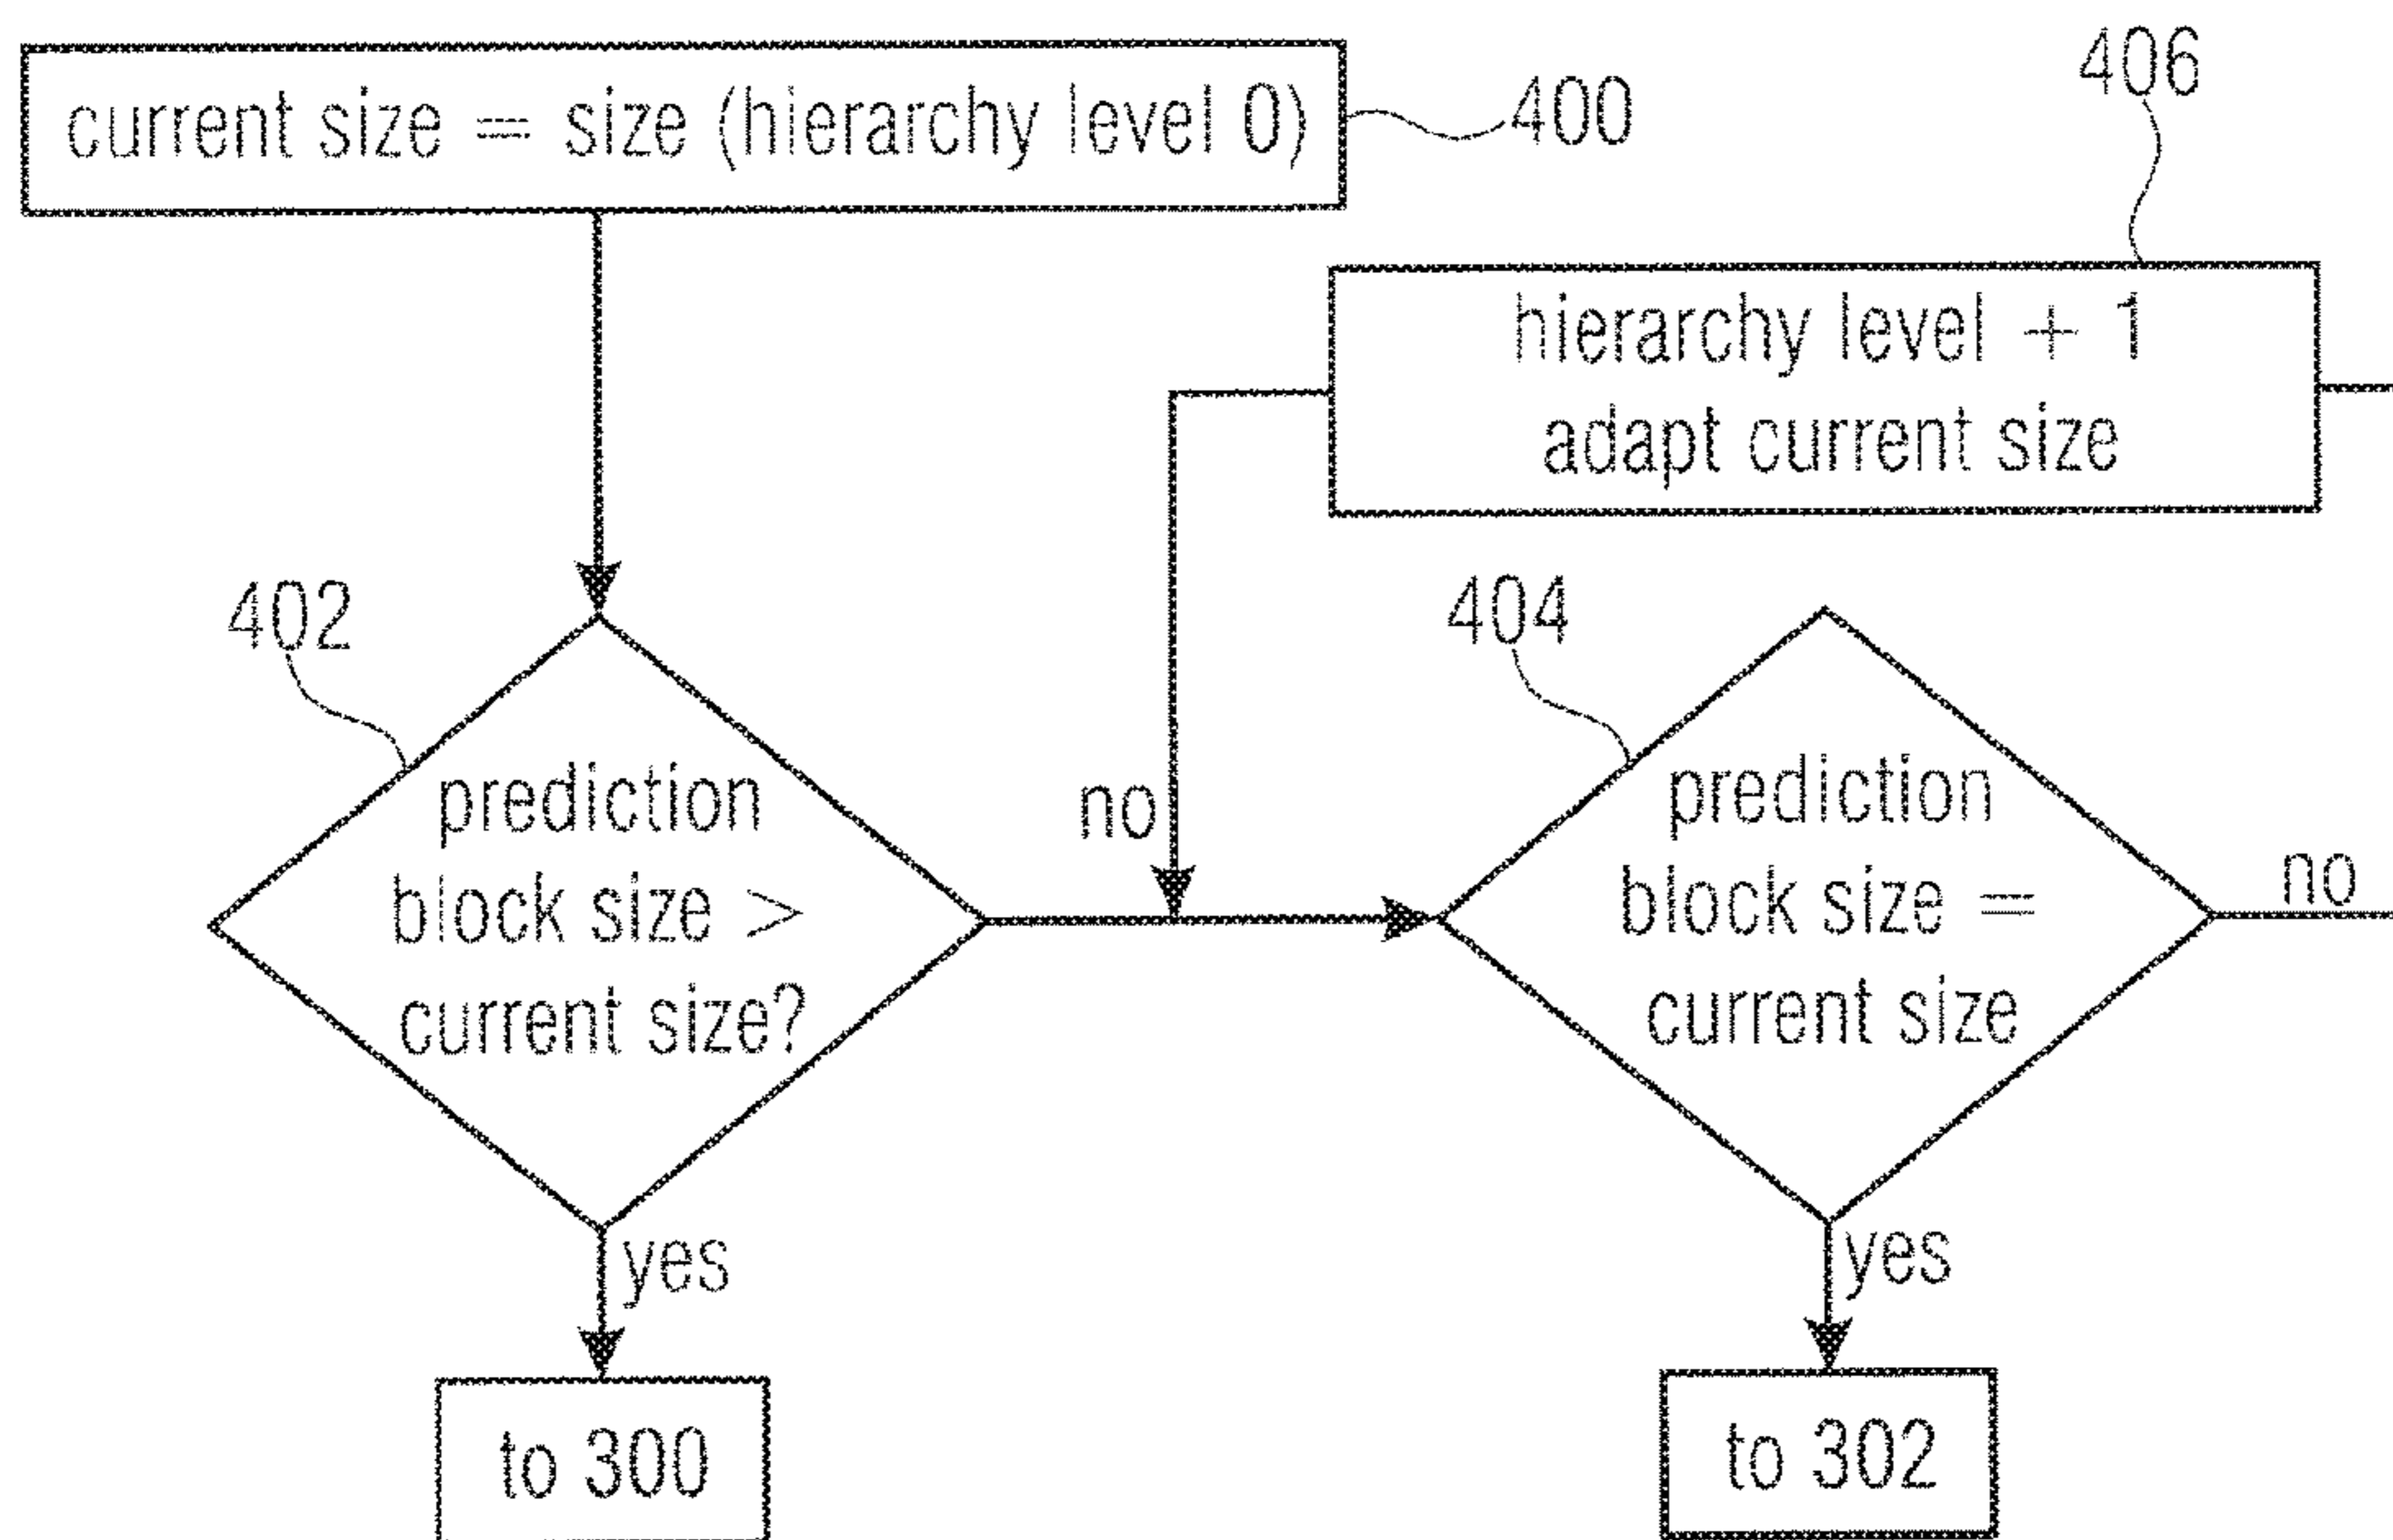 current size = size (hierarchy level 0)
400
406
hierarchy level + 1
adapt current size
402
prediction
block size >
current size?
no
404
prediction
block size =
current size
no
yes
yes
to 300
to 302